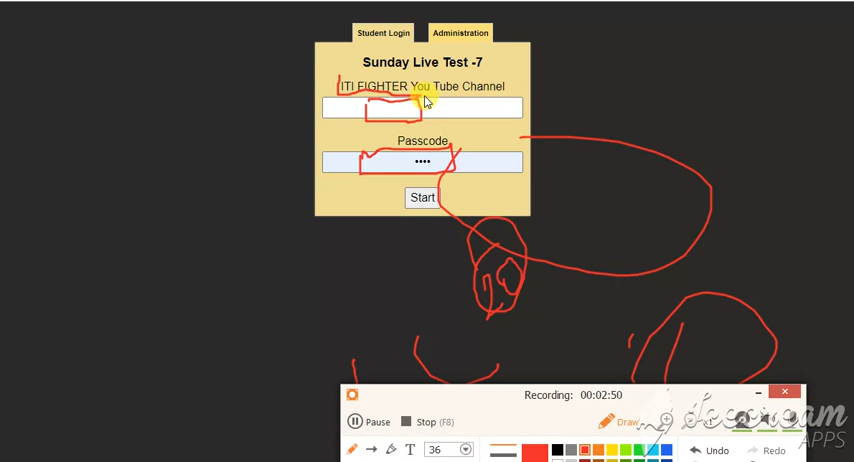 Student Login
Administration
Sunday Live Test -7
ITI FIGHTER You Tube Channel
Passcode
••••
Start
Recording: 00:02:50
Pause
Stop (F8)
Draw
Icecream
APPS
T
36
Undo
Redo